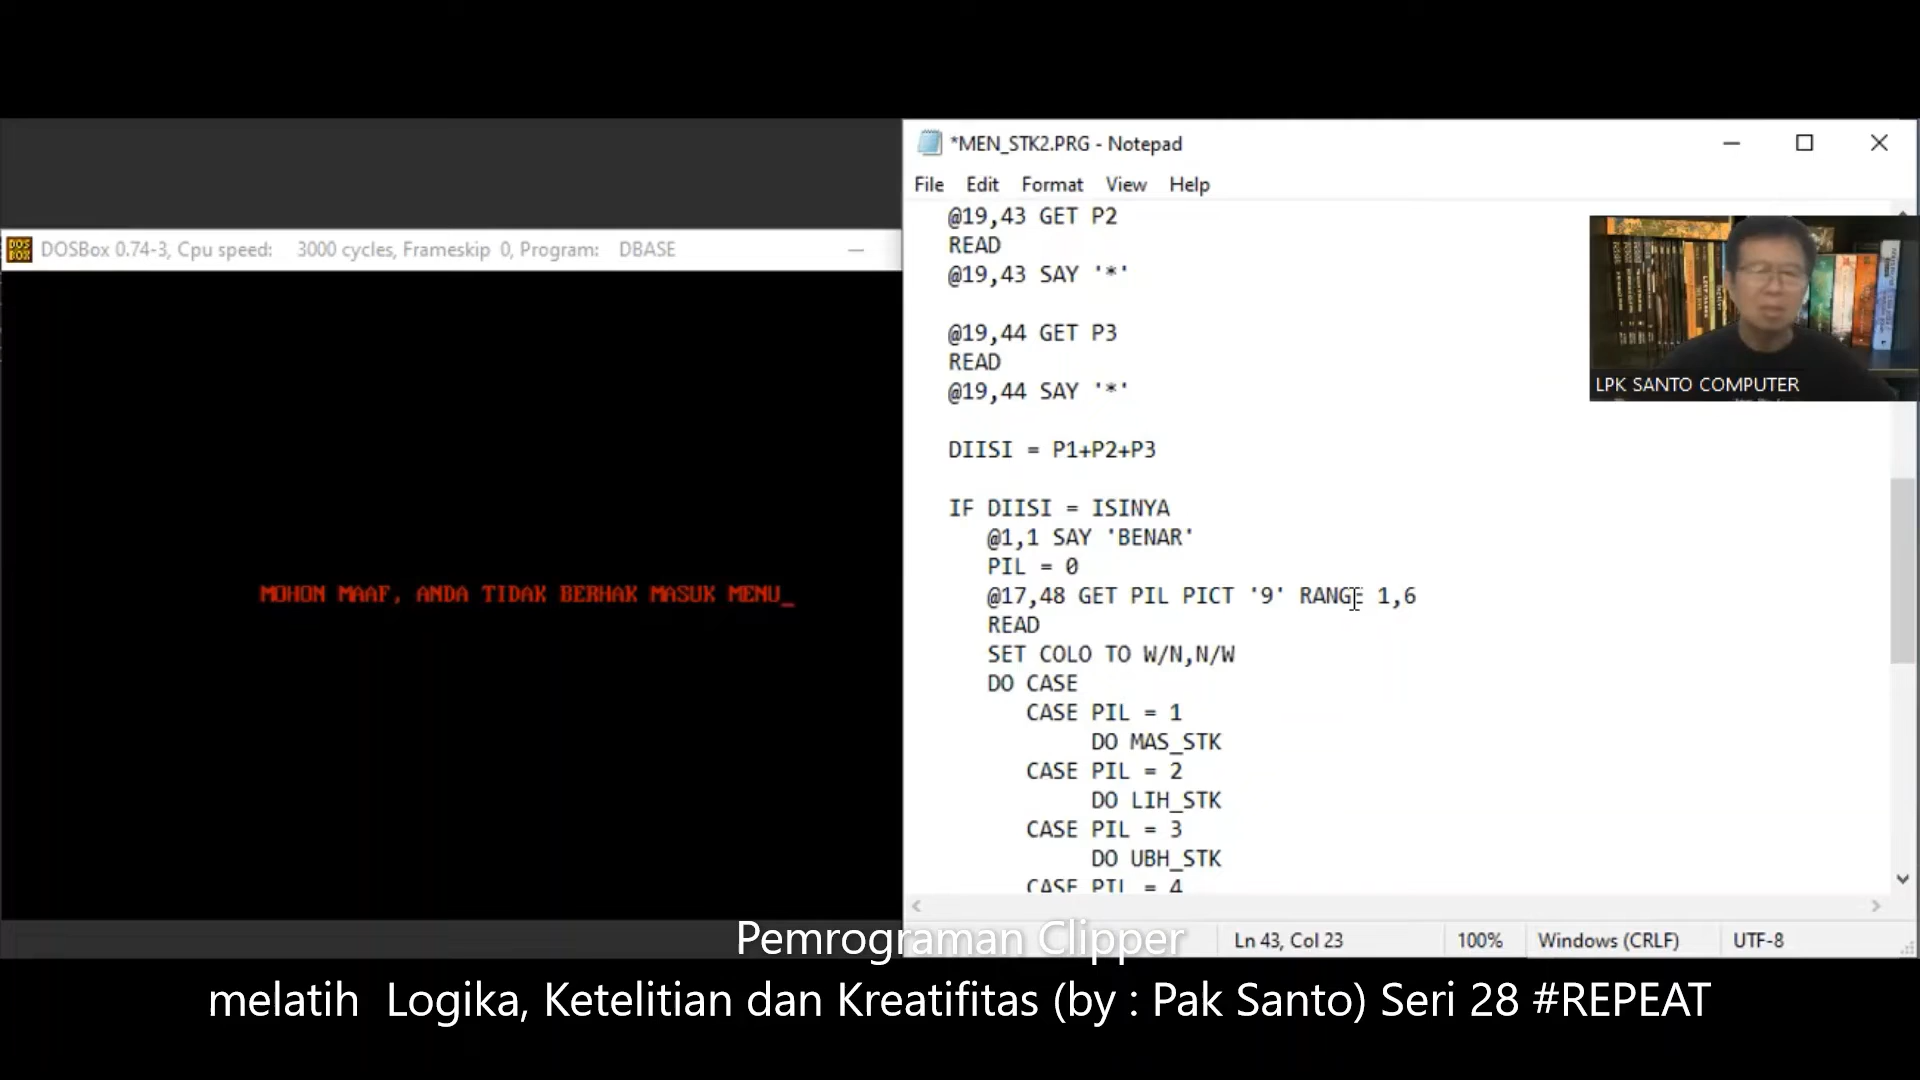 DOSBox 0.74-3, Cpu speed: 3000 cycles, Frameskip 0, Program: DBASE
MOHON MAAF, ANDA TIDAK BERHAK MASUK MENU_
*MEN_STK2.PRG - Notepad
File Edit Format View Help
@19,43 GET P2
READ
@19,43 SAY '*'
@19,44 GET P3
READ
@19,44 SAY '*'
DIISI = P1+P2+P3
IF DIISI = ISINYA
@1,1 SAY 'BENAR'
PIL = 0
@17,48 GET PIL PICT '9' RANGE 1,6
READ
SET COLO TO W/N,N/W
DO CASE
CASE PIL = 1
DO MAS_STK
CASE PIL = 2
DO LIH_STK
CASE PIL = 3
DO UBH_STK
CASE PIL = 4
LPK SANTO COMPUTER
Ln 43, Col 23
100%
Windows (CRLF)
UTF-8
Pemrograman Clipper
melatih Logika, Ketelitian dan Kreatifitas (by : Pak Santo) Seri 28 #REPEAT